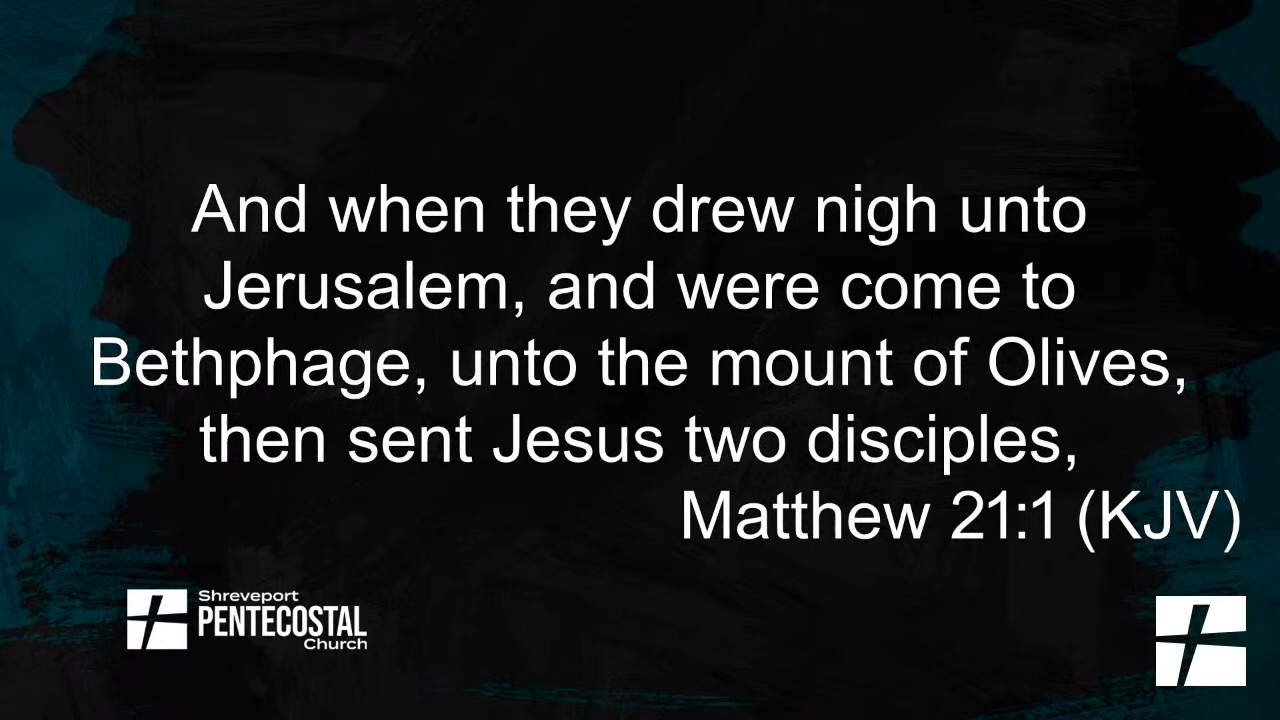 And when they drew nigh unto
Jerusalem, and were come to
Bethphage, unto the mount of Olives,
then sent Jesus two disciples,
Matthew 21:1 (KJV)
Shreveport
PENTECOSTAL
Church